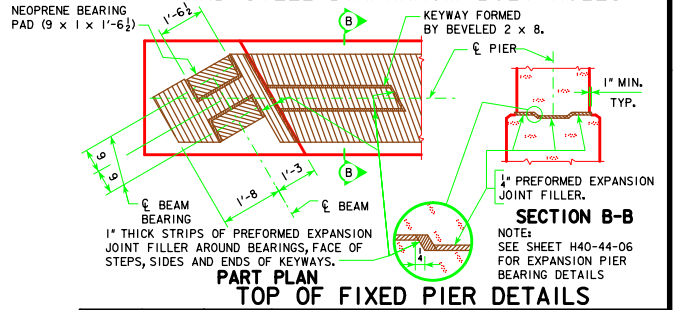 NEOPRENE BEARING
PAD (9 x 1 x 1'-6½)
1'-6½
B
KEYWAY FORMED
BY BEVELED 2 x 8.
℄ PIER
1" MIN.
TYP.
9
9
1'-8
1'-3
B
℄ BEAM
BEARING
℄ BEAM
¼" PREFORMED EXPANSION
JOINT FILLER.
1" THICK STRIPS OF PREFORMED EXPANSION
JOINT FILLER AROUND BEARINGS, FACE OF
STEPS, SIDES AND ENDS OF KEYWAYS.
4
SECTION B-B
NOTE:
SEE SHEET H40-44-06
FOR EXPANSION PIER
BEARING DETAILS
PART PLAN
TOP OF FIXED PIER DETAILS